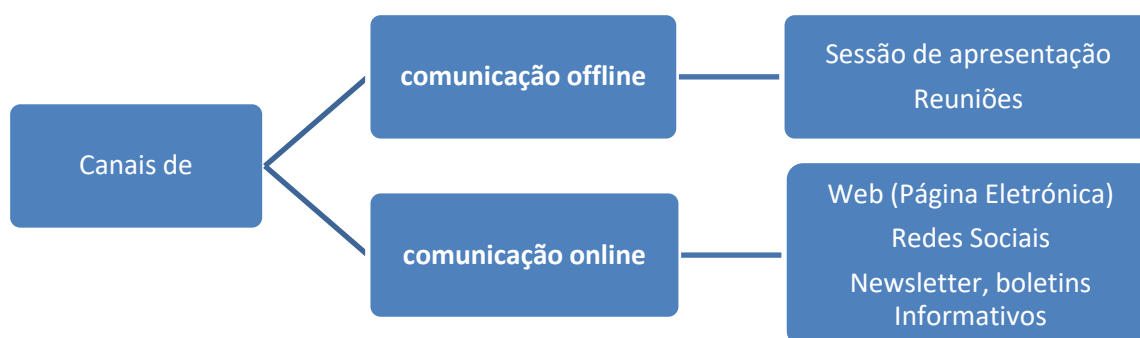 Canais de
comunicação offline
Sessão de apresentação
Reuniões
comunicação online
Web (Página Eletrónica)
Redes Sociais
Newsletter, boletins
Informativos